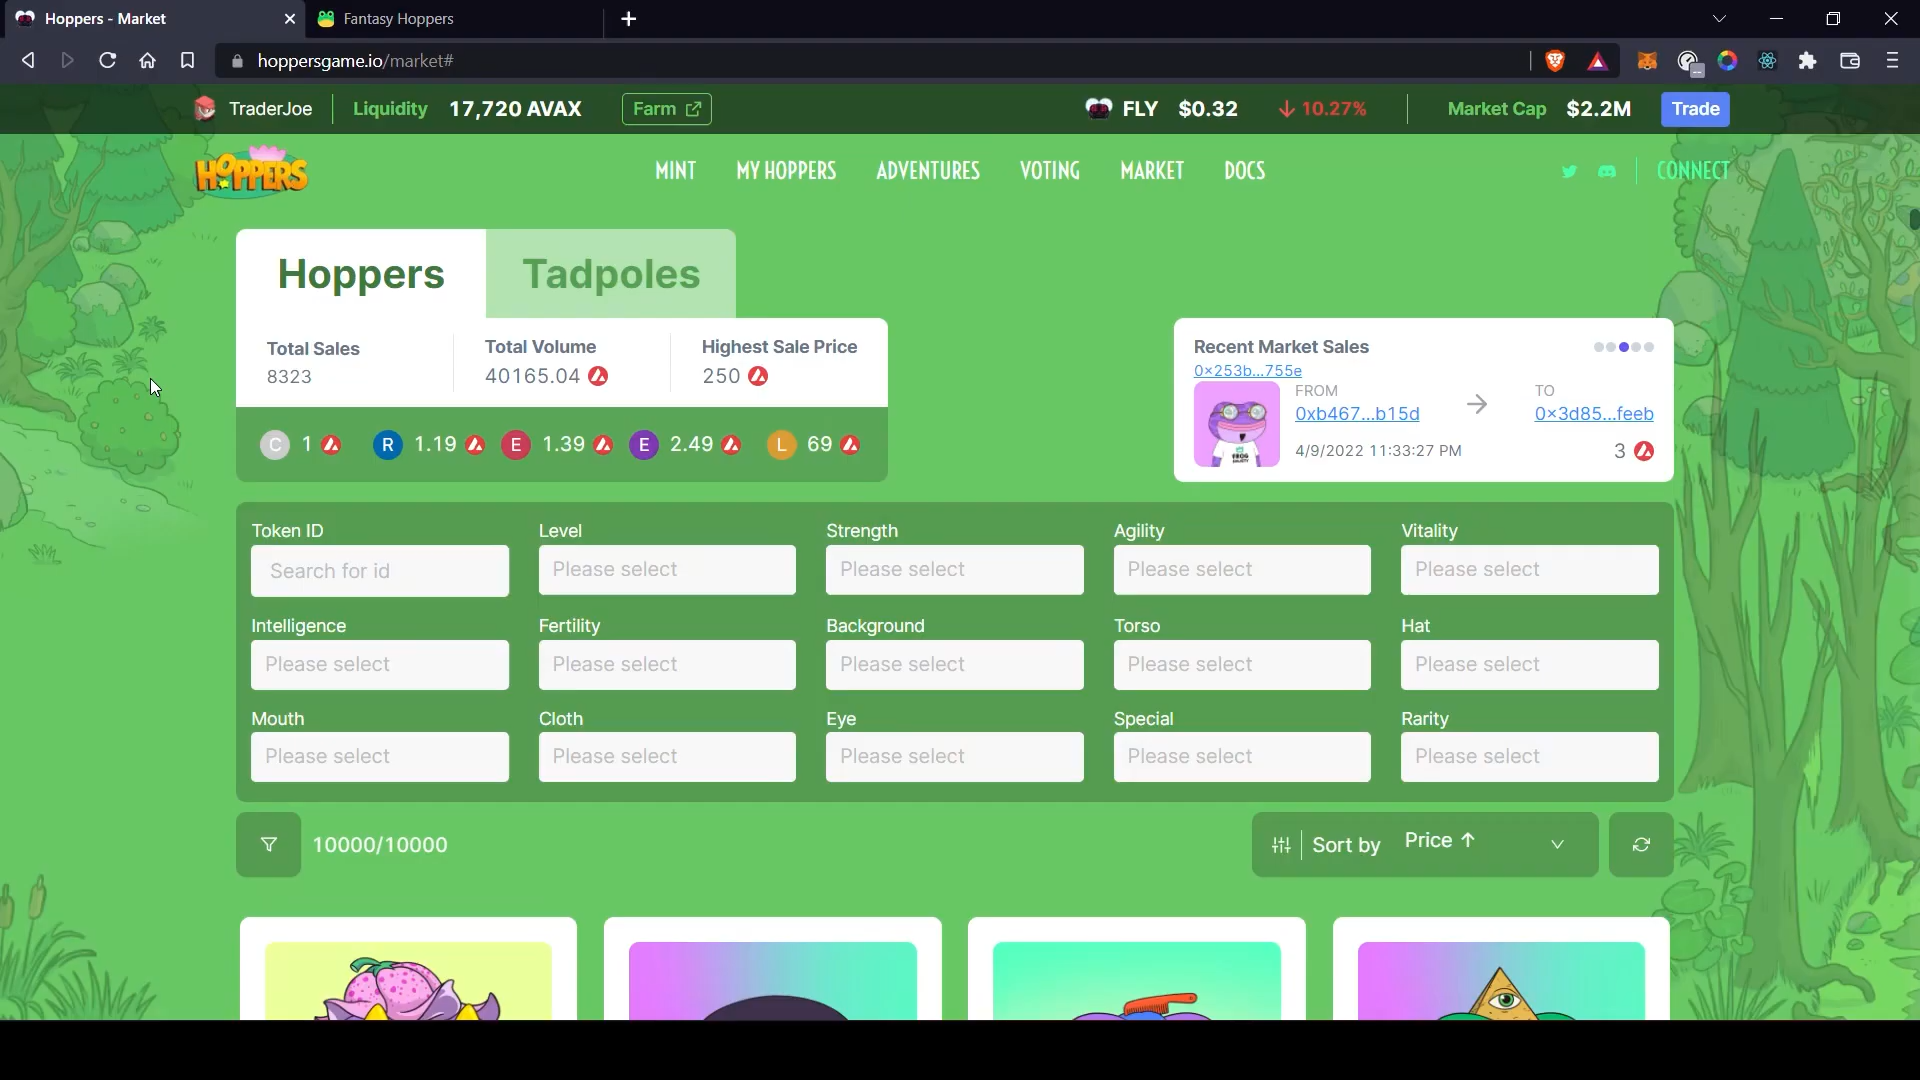 Hoppers - Market
Fantasy Hoppers
hoppersgame.io/market#
TraderJoe
Liquidity 17,720 AVAX
Farm
FLY $0.32 10.27%
Market Cap $2.2M
Trade
HOPPERS
MINT
MY HOPPERS
ADVENTURES
VOTING
MARKET
DOCS
CONNECT
Hoppers
Tadpoles
Total Sales
8323
Total Volume
40165.04
Highest Sale Price
250
C 1
R 1.19
E 1.39
E 2.49
L 69
Recent Market Sales
0x253b...755e
FROM
0xb467...b15d
TO
0x3d85...feeb
4/9/2022 11:33:27 PM
3
Token ID
Search for id
Level
Please select
Strength
Please select
Agility
Please select
Vitality
Please select
Intelligence
Please select
Fertility
Please select
Background
Please select
Torso
Please select
Hat
Please select
Mouth
Please select
Cloth
Please select
Eye
Please select
Special
Please select
Rarity
Please select
10000/10000
Sort by
Price ↑